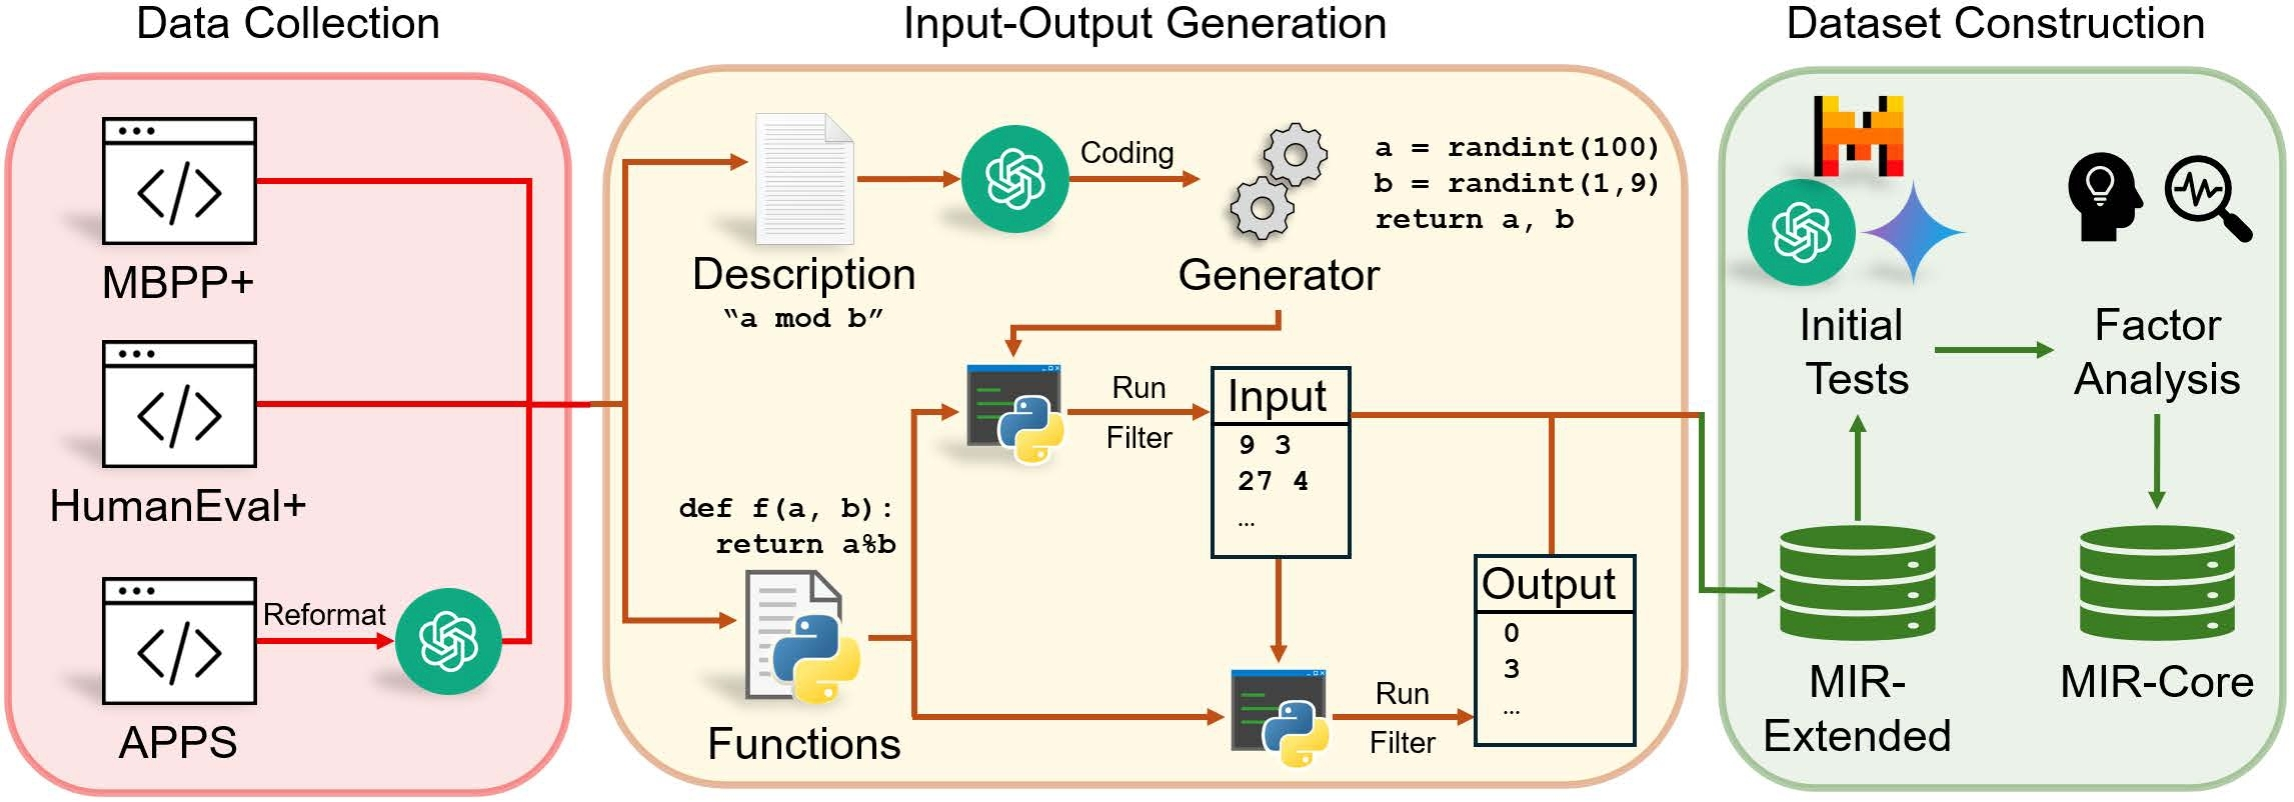 Data Collection
MBPP+
HumanEval+
Reformat
APPS
Input-Output Generation
Description
“a mod b”
Coding
Generator
a = randint(100)
b = randint(1,9)
return a, b
def f(a, b):
return a%b
Functions
Run
Filter
Input
9 3
27 4
…
Run
Filter
Output
0
3
…
Dataset Construction
Initial
Tests
Factor
Analysis
MIR-
Extended
MIR-Core